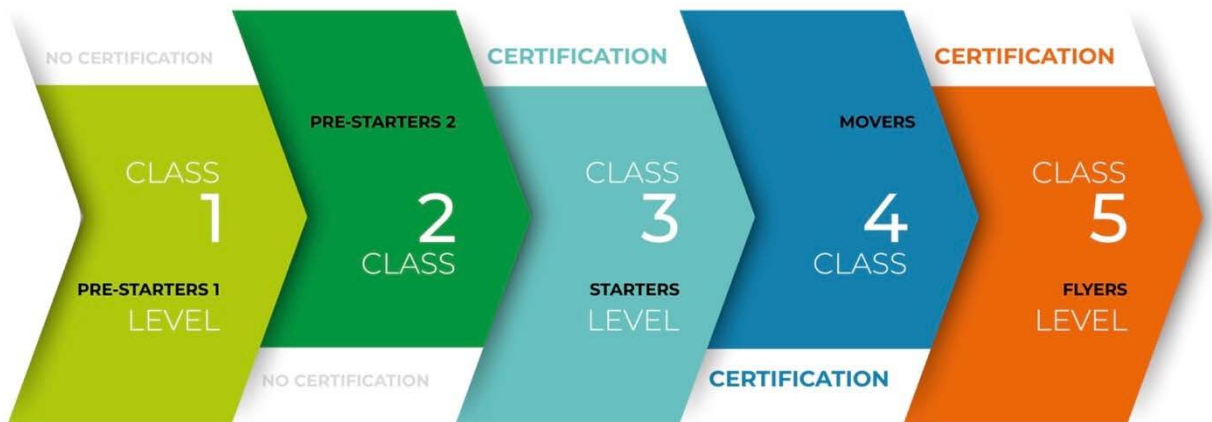 NO CERTIFICATION
CLASS
1
PRE-STARTERS 1
LEVEL
PRE-STARTERS 2
2
CLASS
NO CERTIFICATION
CERTIFICATION
CLASS
3
STARTERS
LEVEL
MOVERS
4
CLASS
CERTIFICATION
CERTIFICATION
CLASS
5
FLYERS
LEVEL